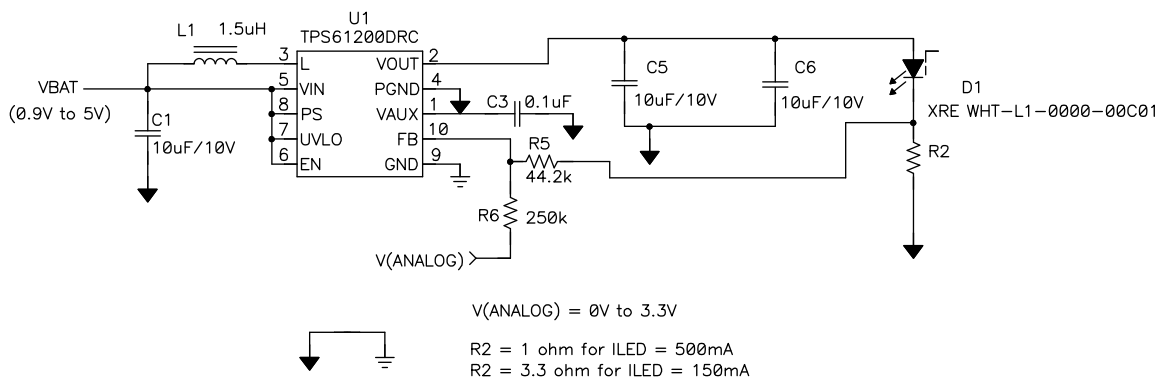 U1
TPS61200DRC
L1 1.5uH
3 L VOUT 2
VBAT 5 VIN PGND 4
(0.9V to 5V)
8 PS VAUX 1 C3 0.1uF
7 UVLO FB 10
6 EN GND 9
C1
10uF/10V
C5
10uF/10V
C6
10uF/10V
D1
XRE WHT-L1-0000-00C01
R5
44.2k
R2
R6 250k
V(ANALOG)
V(ANALOG) = 0V to 3.3V
R2 = 1 ohm for ILED = 500mA
R2 = 3.3 ohm for ILED = 150mA